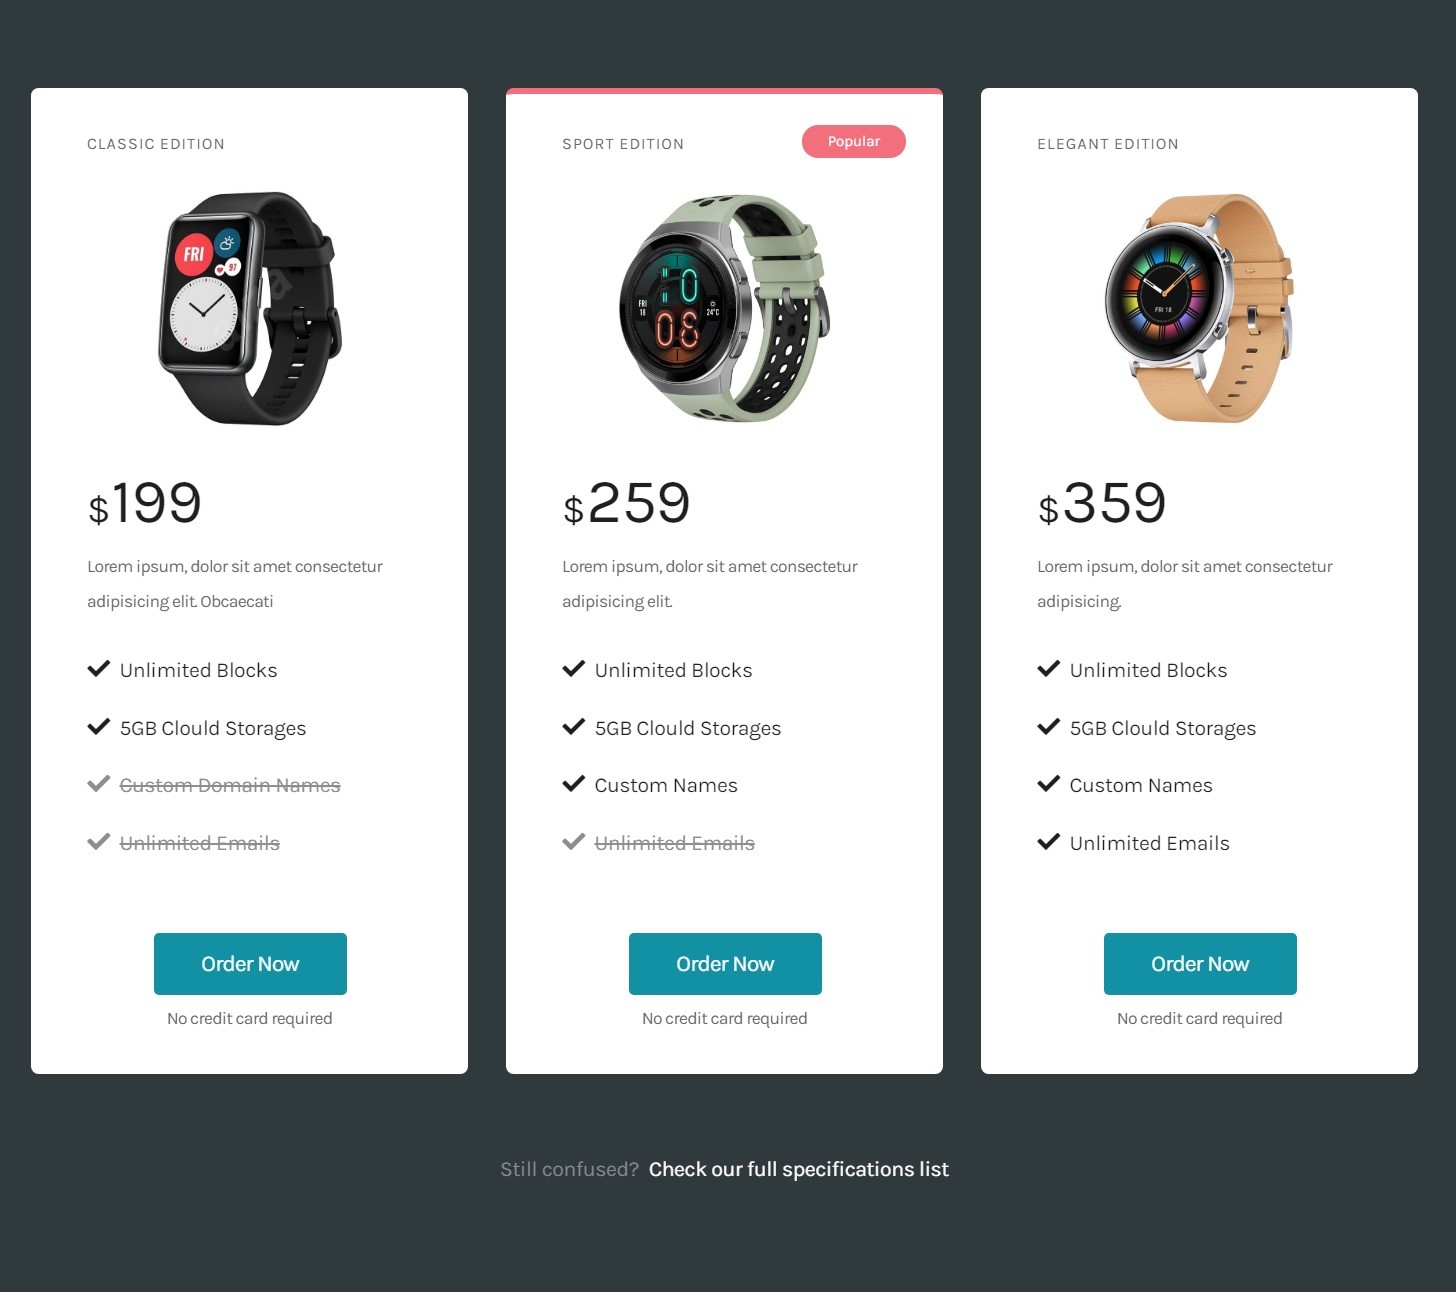 CLASSIC EDITION
FRI
97
$199
Lorem ipsum, dolor sit amet consectetur
adipisicing elit. Obcaecati
Unlimited Blocks
5GB Clould Storages
Custom Domain Names
Unlimited Emails
Order Now
No credit card required
SPORT EDITION
Popular
10
FRI
18
24°C
08
$259
Lorem ipsum, dolor sit amet consectetur
adipisicing elit.
Unlimited Blocks
5GB Clould Storages
Custom Names
Unlimited Emails
Order Now
No credit card required
ELEGANT EDITION
FRI 18
$359
Lorem ipsum, dolor sit amet consectetur
adipisicing.
Unlimited Blocks
5GB Clould Storages
Custom Names
Unlimited Emails
Order Now
No credit card required
Still confused? Check our full specifications list